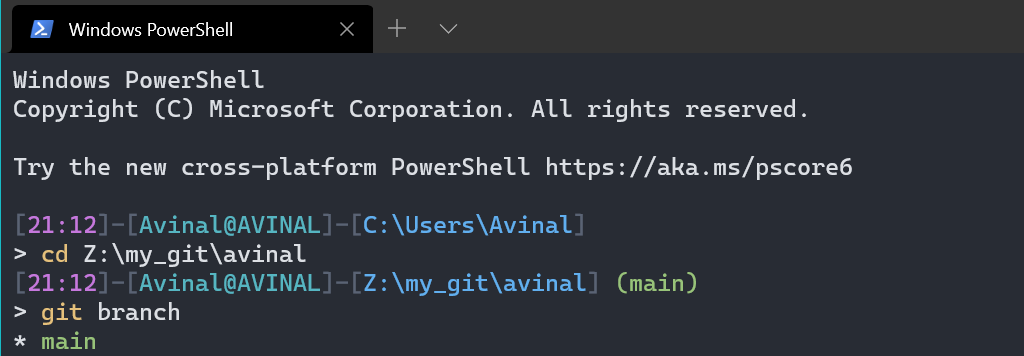 Windows PowerShell
Windows PowerShell
Copyright (C) Microsoft Corporation. All rights reserved.
Try the new cross-platform PowerShell https://aka.ms/pscore6
[21:12]-[Avinal@AVINAL]-[C:\Users\Avinal]
> cd Z:\my_git\avinal
[21:12]-[Avinal@AVINAL]-[Z:\my_git\avinal] (main)
> git branch
* main